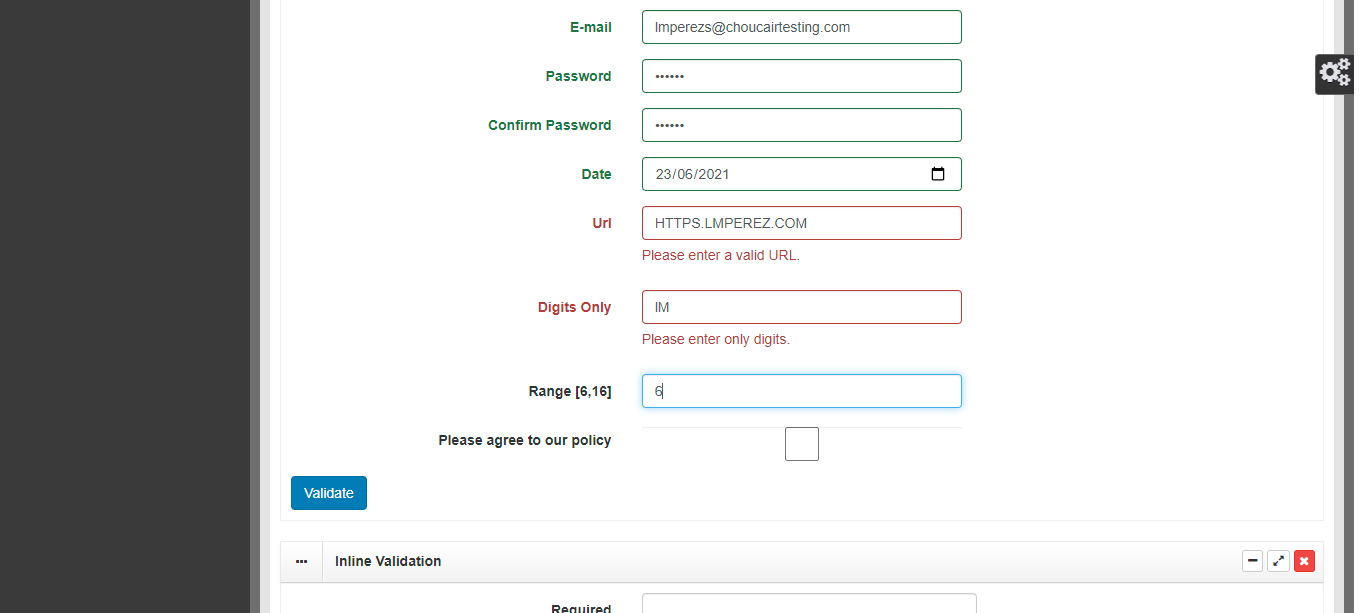 E-mail lmperezs@choucairtesting.com
Password ••••••
Confirm Password ••••••
Date 23/06/2021
Url HTTPS.LMPEREZ.COM
Please enter a valid URL.
Digits Only lM
Please enter only digits.
Range [6,16] 6
Please agree to our policy
Validate
Inline Validation
Required